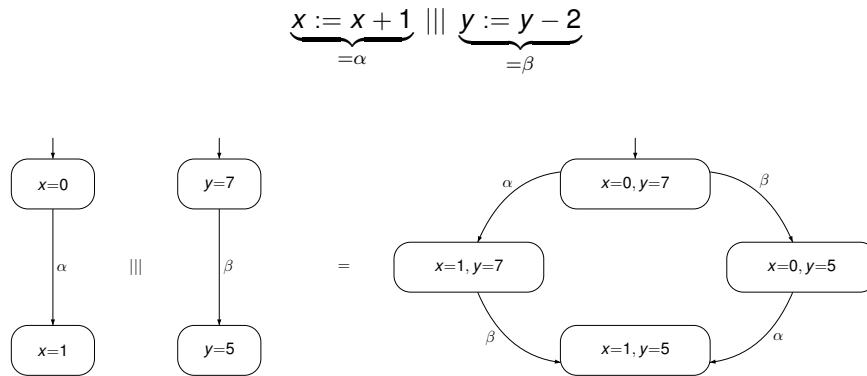 x := x + 1 ||| y := y − 2
=α =β
x=0 y=7 x=0, y=7
α β
α ||| β = x=1, y=7 x=0, y=5
β α
x=1 y=5 x=1, y=5